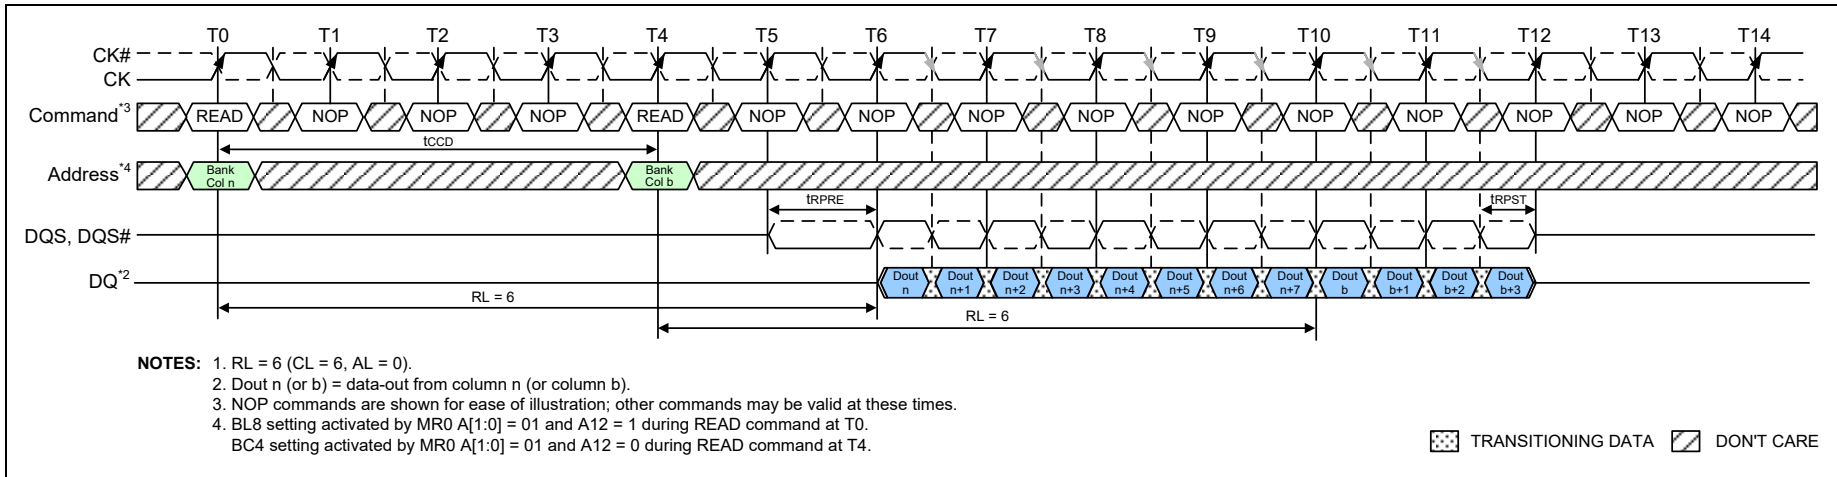 T0 T1 T2 T3 T4 T5 T6 T7 T8 T9 T10 T11 T12 T13 T14
CK#
CK
Command*3 READ NOP NOP NOP READ NOP NOP NOP NOP NOP NOP NOP NOP NOP NOP
tCCD
Address*4 Bank Col n Bank Col b
tRPRE tRPST
DQS, DQS#
DQ*2 Dout n Dout n+1 Dout n+2 Dout n+3 Dout n+4 Dout n+5 Dout n+6 Dout n+7 Dout b Dout b+1 Dout b+2 Dout b+3
RL = 6
RL = 6
NOTES: 1. RL = 6 (CL = 6, AL = 0).
2. Dout n (or b) = data-out from column n (or column b).
3. NOP commands are shown for ease of illustration; other commands may be valid at these times.
4. BL8 setting activated by MR0 A[1:0] = 01 and A12 = 1 during READ command at T0.
BC4 setting activated by MR0 A[1:0] = 01 and A12 = 0 during READ command at T4.
TRANSITIONING DATA DON'T CARE